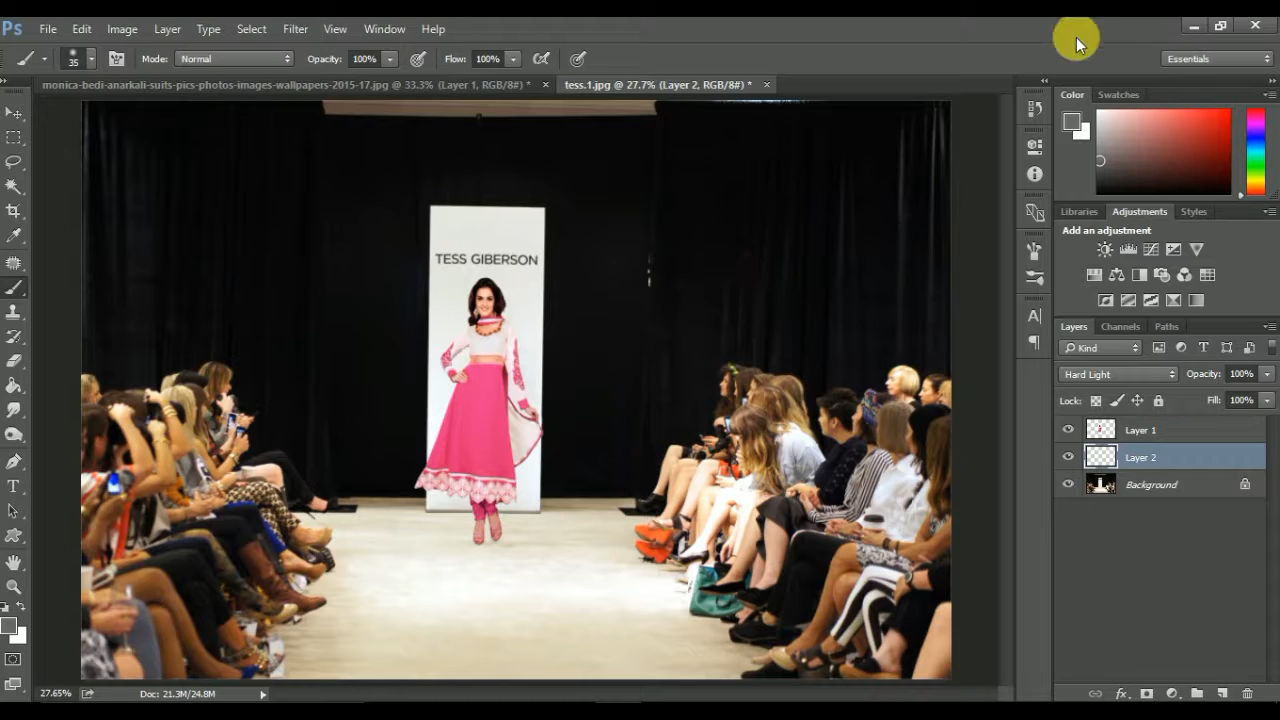 Ps File Edit Image Layer Type Select Filter View Window Help
35 Mode: Normal Opacity: 100% Flow: 100% Essentials
monica-bedi-anarkali-suits-pics-photos-images-wallpapers-2015-17.jpg @ 33.3% (Layer 1, RGB/8#) * × tess.1.jpg @ 27.7% (Layer 2, RGB/8#) * ×
Color Swatches
Libraries Adjustments Styles
Add an adjustment
TESS GIBERSON
Layers Channels Paths
Kind
Hard Light Opacity: 100%
Lock: Fill: 100%
Layer 1
Layer 2
Background
27.65% Doc: 21.3M/24.8M